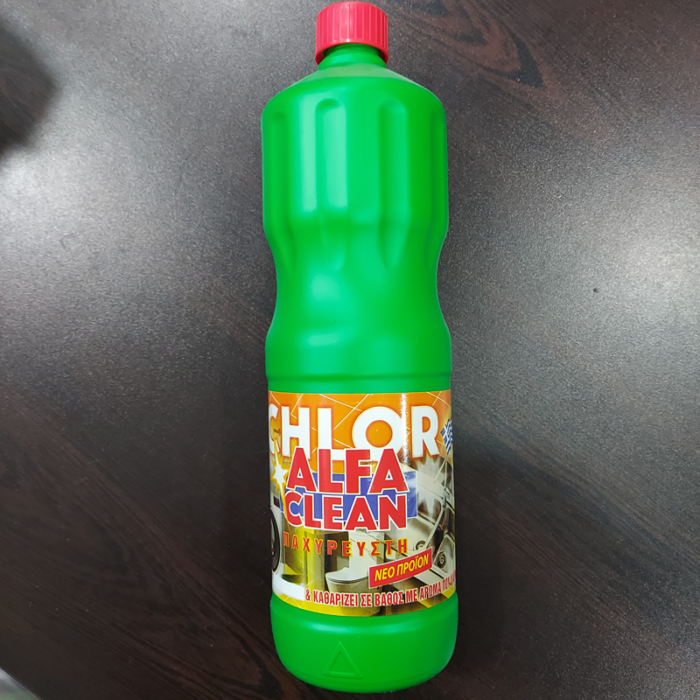 CHLOR
ALFA
CLEAN
ΠΑΧΥΡΕΥΣΤΗ
ΝΕΟ ΠΡΟΪΟΝ
& ΚΑΘΑΡΙΖΕΙ ΣΕ ΒΑΘΟΣ ΜΕ ΑΡΩΜΑ